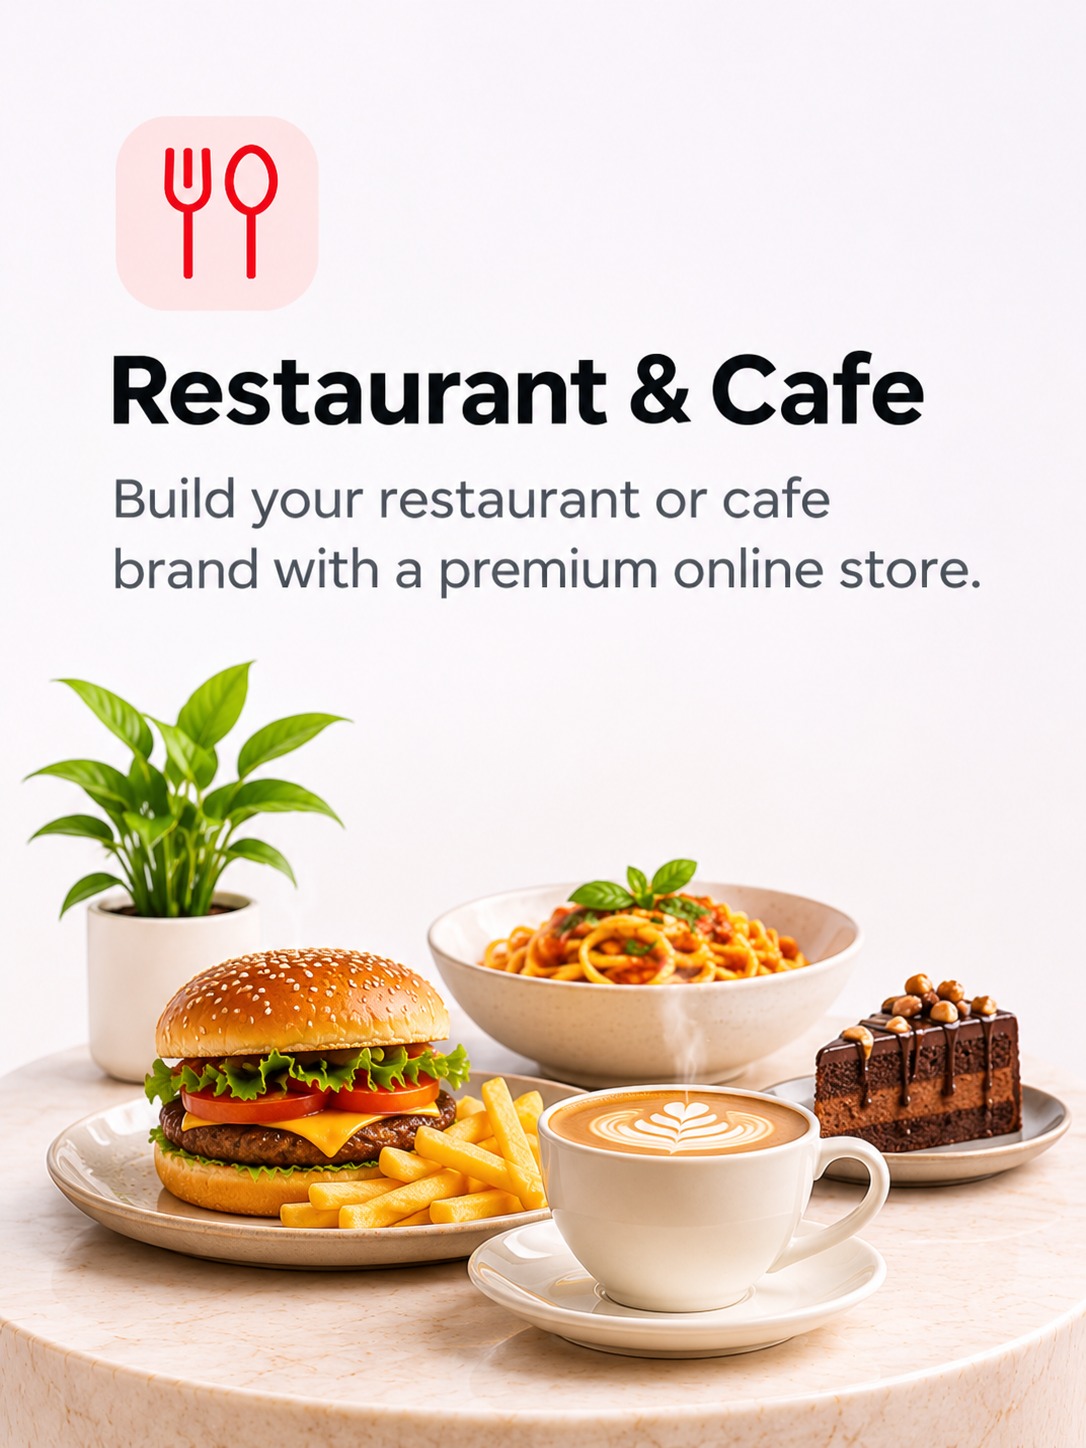 Restaurant & Cafe
Build your restaurant or cafe
brand with a premium online store.